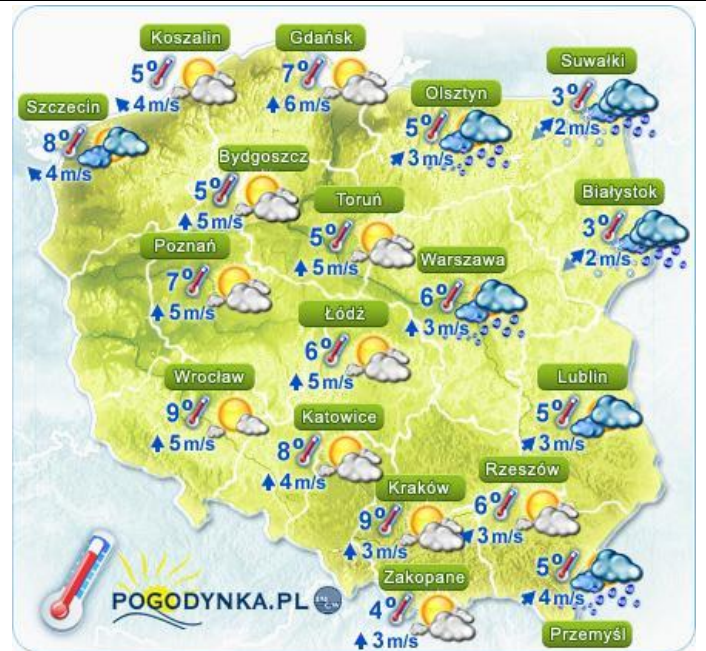 Koszalin
5°
4 m/s
Gdańsk
7°
6 m/s
Suwałki
3°
2 m/s
Szczecin
8°
4 m/s
Olsztyn
5°
3 m/s
Bydgoszcz
5°
5 m/s
Toruń
5°
5 m/s
Białystok
3°
2 m/s
Poznań
7°
5 m/s
Warszawa
6°
3 m/s
Łódź
6°
5 m/s
Wrocław
9°
5 m/s
Katowice
8°
4 m/s
Lublin
5°
3 m/s
Kraków
9°
3 m/s
Rzeszów
6°
3 m/s
Zakopane
4°
3 m/s
5°
4 m/s
Przemyśl
POGODYNKA.PL